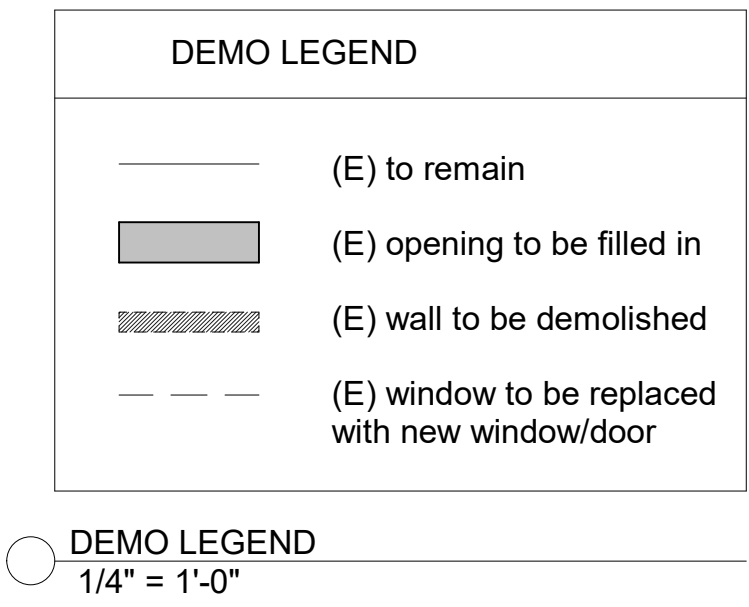 DEMO LEGEND
(E) to remain
(E) opening to be filled in
(E) wall to be demolished
(E) window to be replaced
with new window/door
DEMO LEGEND
1/4" = 1'-0"